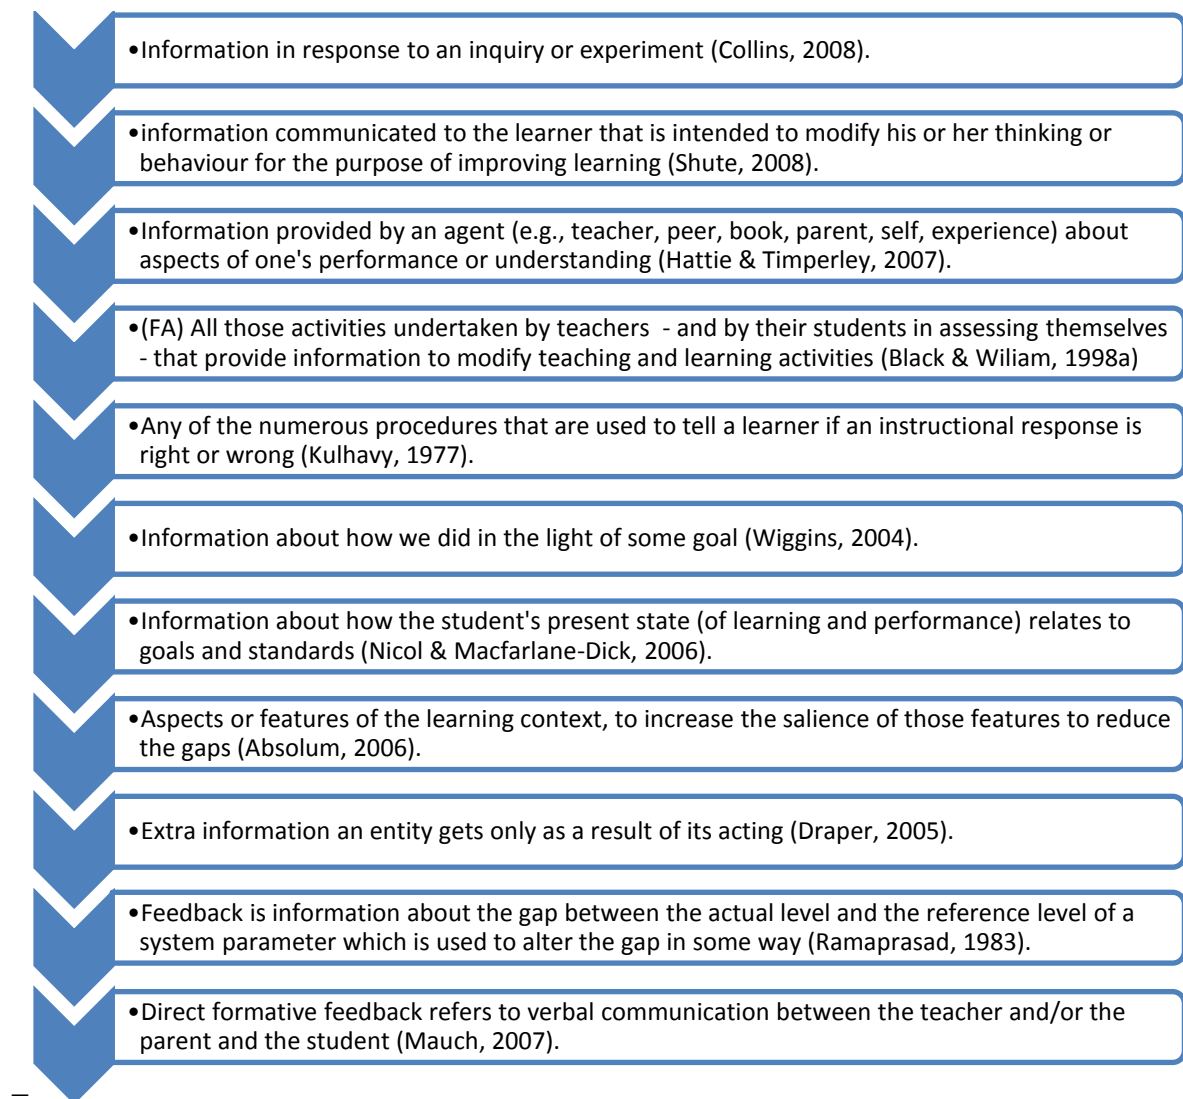 •Information in response to an inquiry or experiment (Collins, 2008).
•information communicated to the learner that is intended to modify his or her thinking or
behaviour for the purpose of improving learning (Shute, 2008).
•Information provided by an agent (e.g., teacher, peer, book, parent, self, experience) about
aspects of one's performance or understanding (Hattie & Timperley, 2007).
•(FA) All those activities undertaken by teachers - and by their students in assessing themselves
- that provide information to modify teaching and learning activities (Black & Wiliam, 1998a)
•Any of the numerous procedures that are used to tell a learner if an instructional response is
right or wrong (Kulhavy, 1977).
•Information about how we did in the light of some goal (Wiggins, 2004).
•Information about how the student's present state (of learning and performance) relates to
goals and standards (Nicol & Macfarlane-Dick, 2006).
•Aspects or features of the learning context, to increase the salience of those features to reduce
the gaps (Absolum, 2006).
•Extra information an entity gets only as a result of its acting (Draper, 2005).
•Feedback is information about the gap between the actual level and the reference level of a
system parameter which is used to alter the gap in some way (Ramaprasad, 1983).
•Direct formative feedback refers to verbal communication between the teacher and/or the
parent and the student (Mauch, 2007).